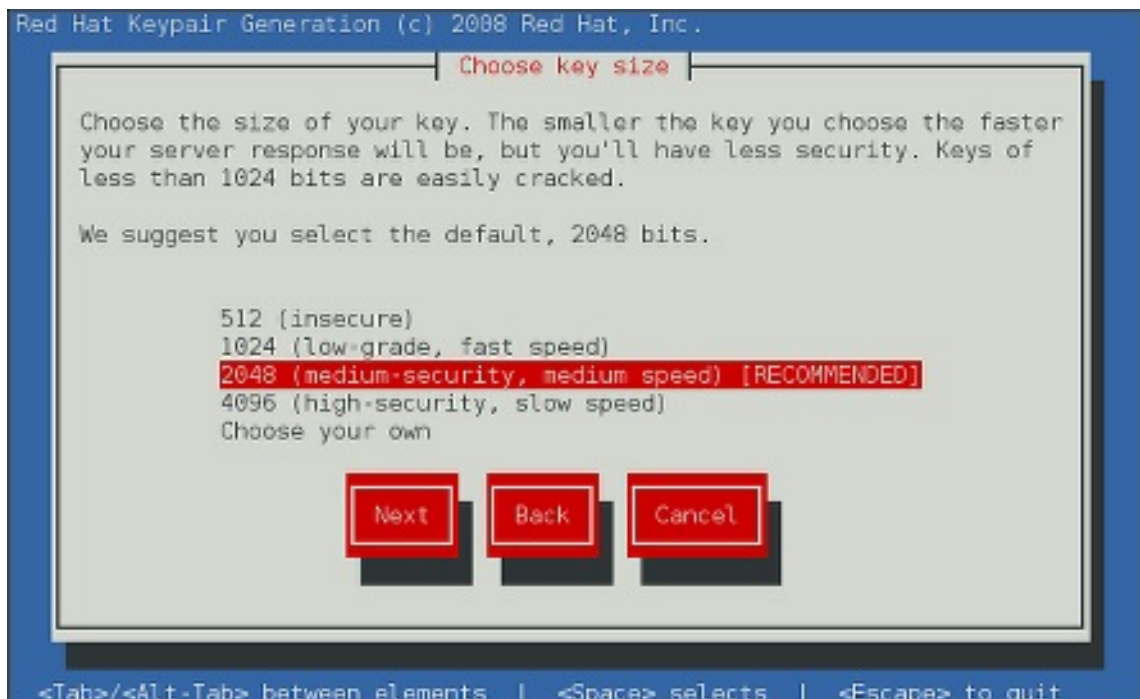 Red Hat Keypair Generation (c) 2008 Red Hat, Inc.
Choose key size
Choose the size of your key. The smaller the key you choose the faster
your server response will be, but you'll have less security. Keys of
less than 1024 bits are easily cracked.
We suggest you select the default, 2048 bits.
512 (insecure)
1024 (low-grade, fast speed)
2048 (medium-security, medium speed) [RECOMMENDED]
4096 (high-security, slow speed)
Choose your own
Next Back Cancel
<Tab>/<Alt-Tab> between elements | <Space> selects | <Escape> to quit